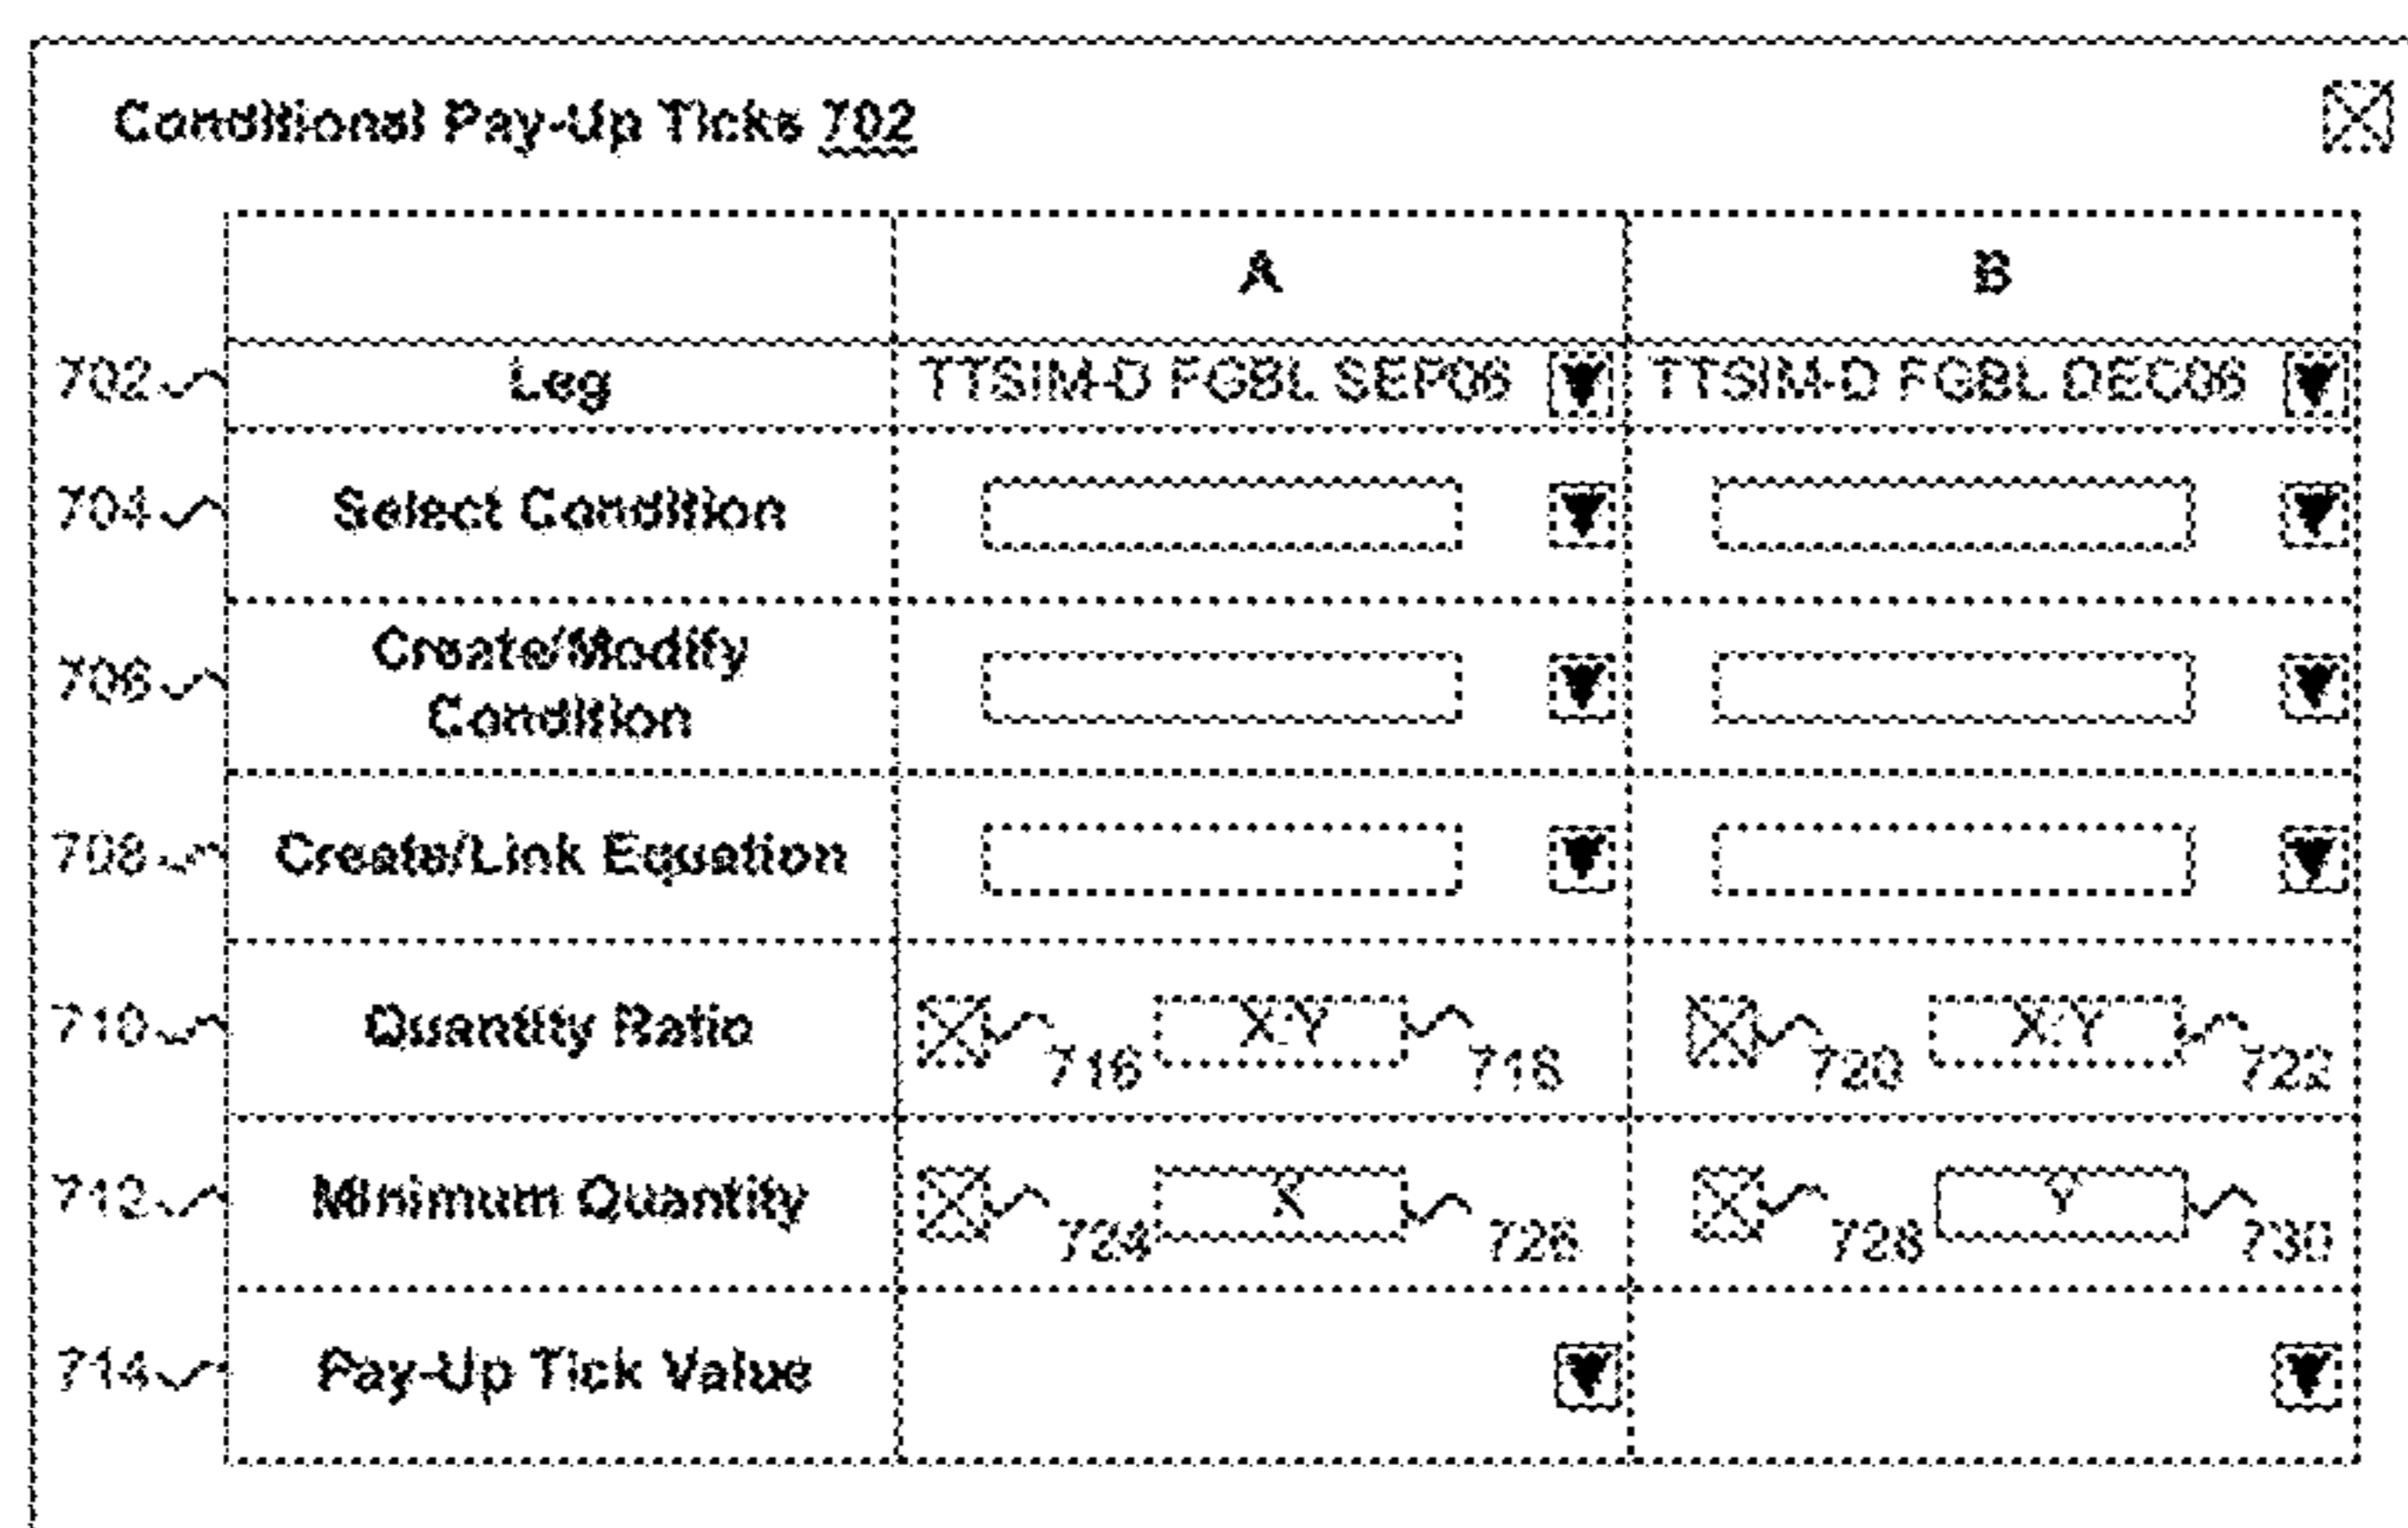 Conditional Pay-Up Ticks 702
A B
702 Leg TTSIM-D FGBL SEP06 TTSIM-D FGBL DEC06
704 Select Condition
706 Create/Modify
Condition
708 Create/Link Equation
710 Quantity Ratio X:Y X:Y
716 718 720 722
712 Minimum Quantity X Y
724 726 728 730
714 Pay-Up Tick Value